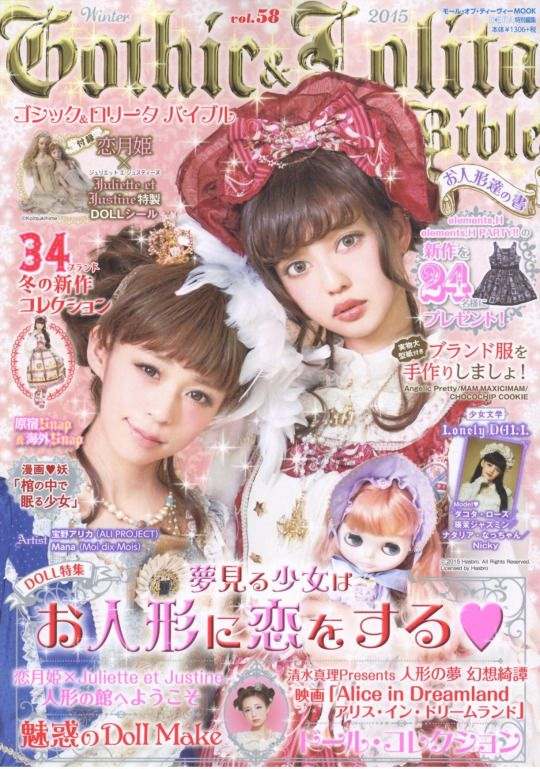 Winter
vol.58
2015
モール・オブ・ティーヴィーMOOK
特別編集
本体¥1306+税
Gothic & Lolita
Bible
ゴシック&ロリータ バイブル
お人形達の書
付録
恋月姫
×
ジュリエット エ ジュスティーヌ
Juliette et
Justine特製
DOLLシール
©Koitsukihime
34ブランド
冬の新作
コレクション
elements,H
elements,H PARTY!!の
新作を
24名様に
プレゼント!
実物大
型紙付き
ブランド服を
手作りしましょ!
Angelic Pretty/MAM MAXICIMAM/
CHOCOCHIP COOKIE
原宿Snap
&海外Snap
漫画♥妖
「棺の中で
眠る少女」
Artist
宝野アリカ (ALI PROJECT)
Mana (Moi dix Mois)
少女文学
Lonely DG1.1.
Model♥
ダコタ・ローズ
瑛茉ジャスミン
ナタリア・なっちゃん
Nicky
© 2015 Hasbro. All Rights Reserved.
Licensed by Hasbro
DOLL特集
夢見る少女は
お人形に恋をする♥
恋月姫×Juliette et Justine
人形の館へようこそ
魅惑のDoll Make
清水真理Presents 人形の夢 幻想綺譚
映画「Alice in Dreamland
アリス・イン・ドリームランド」
ドール・コレクション